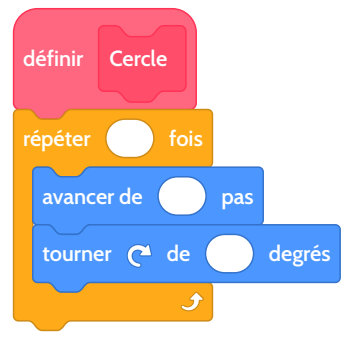 définir Cercle
répéter fois
avancer de pas
tourner de degrés